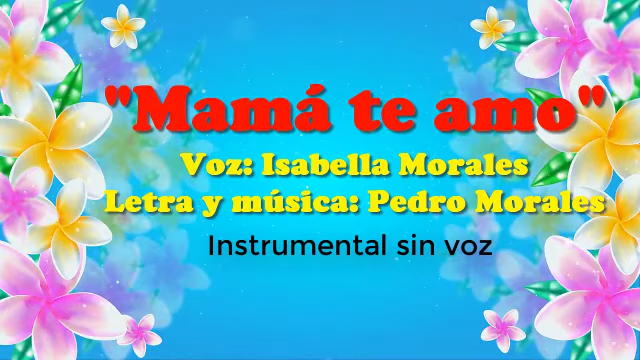 "Mamá te amo"
Voz: Isabella Morales
Letra y música: Pedro Morales
Instrumental sin voz